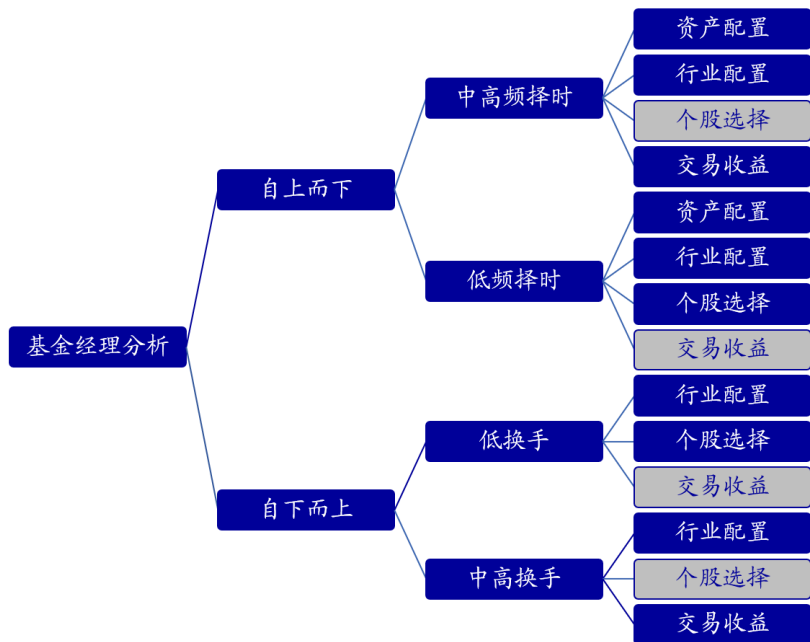 基金经理分析
自上而下
中高频择时
资产配置
行业配置
个股选择
交易收益
低频择时
资产配置
行业配置
个股选择
交易收益
自下而上
低换手
行业配置
个股选择
交易收益
中高换手
行业配置
个股选择
交易收益